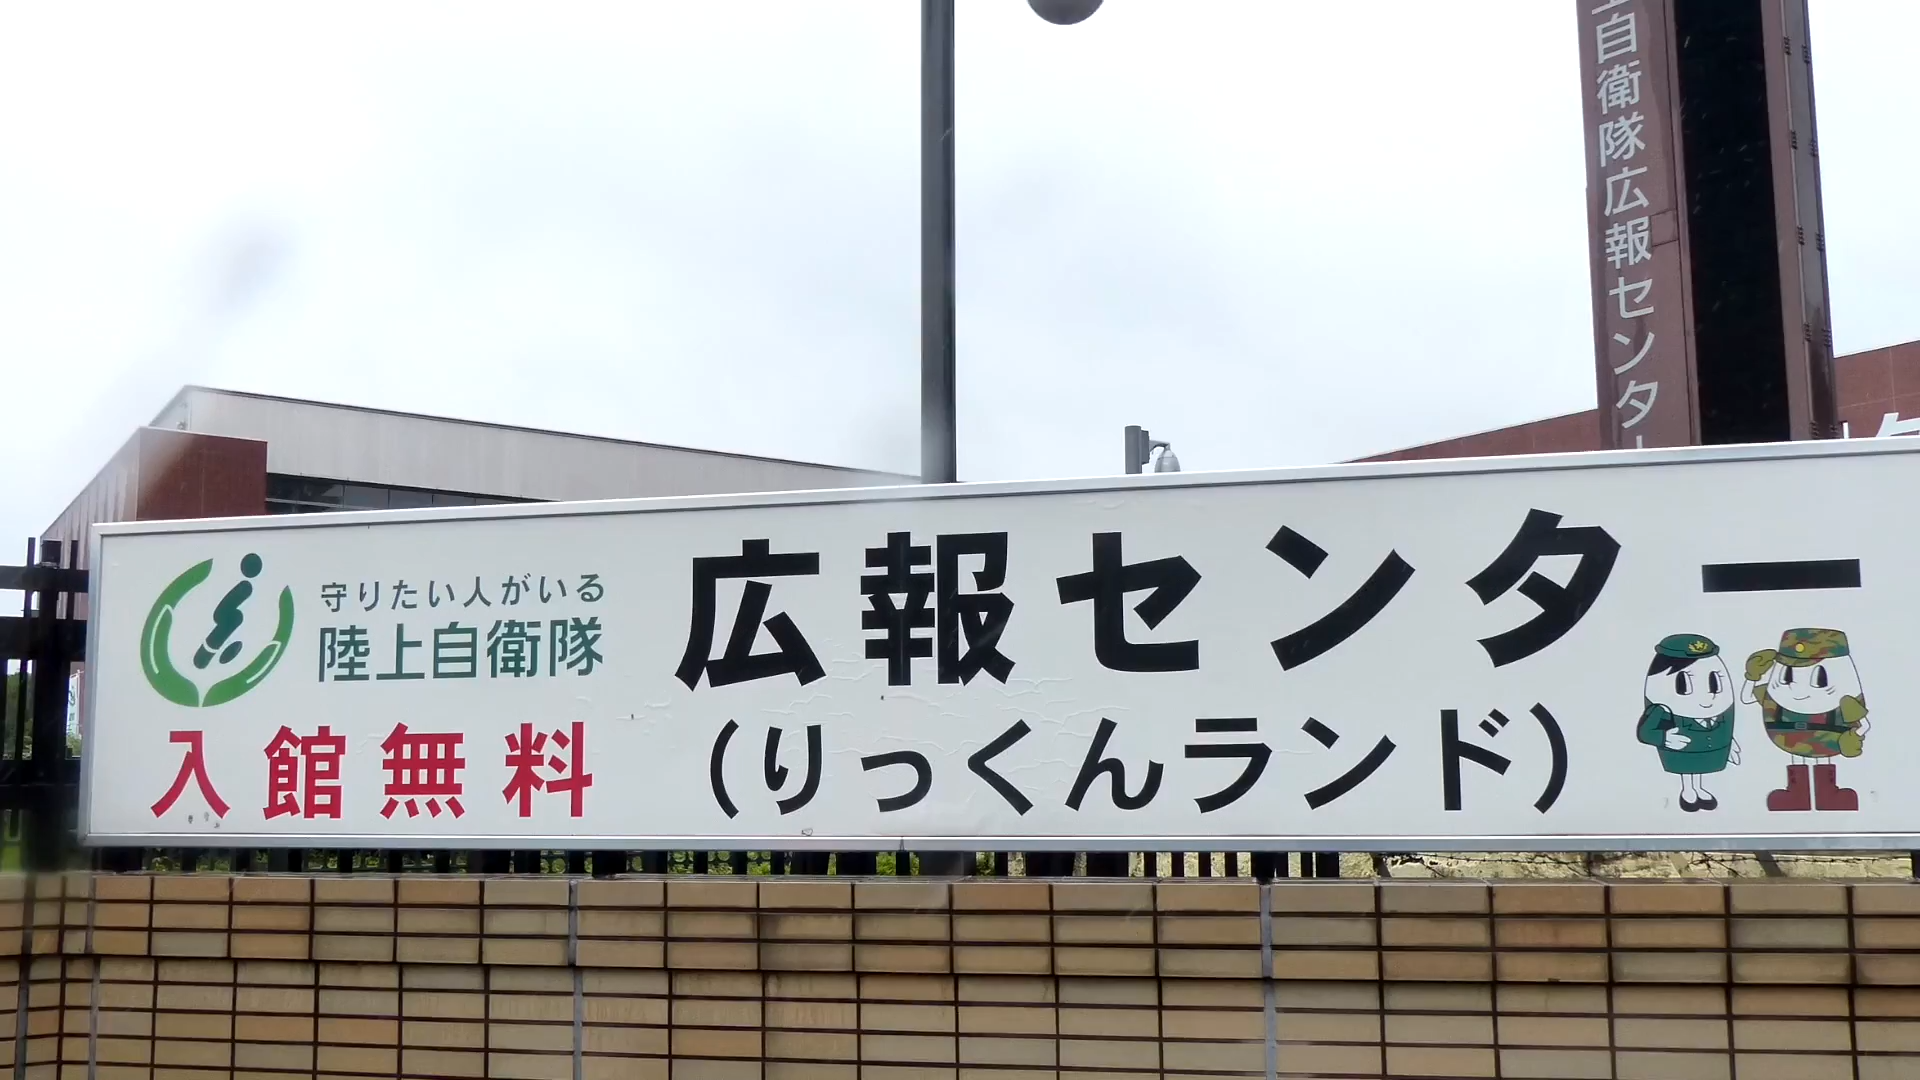 守りたい人がいる
陸上自衛隊
入館無料
広報センター
(りっくんランド)
上自衛隊広報センター